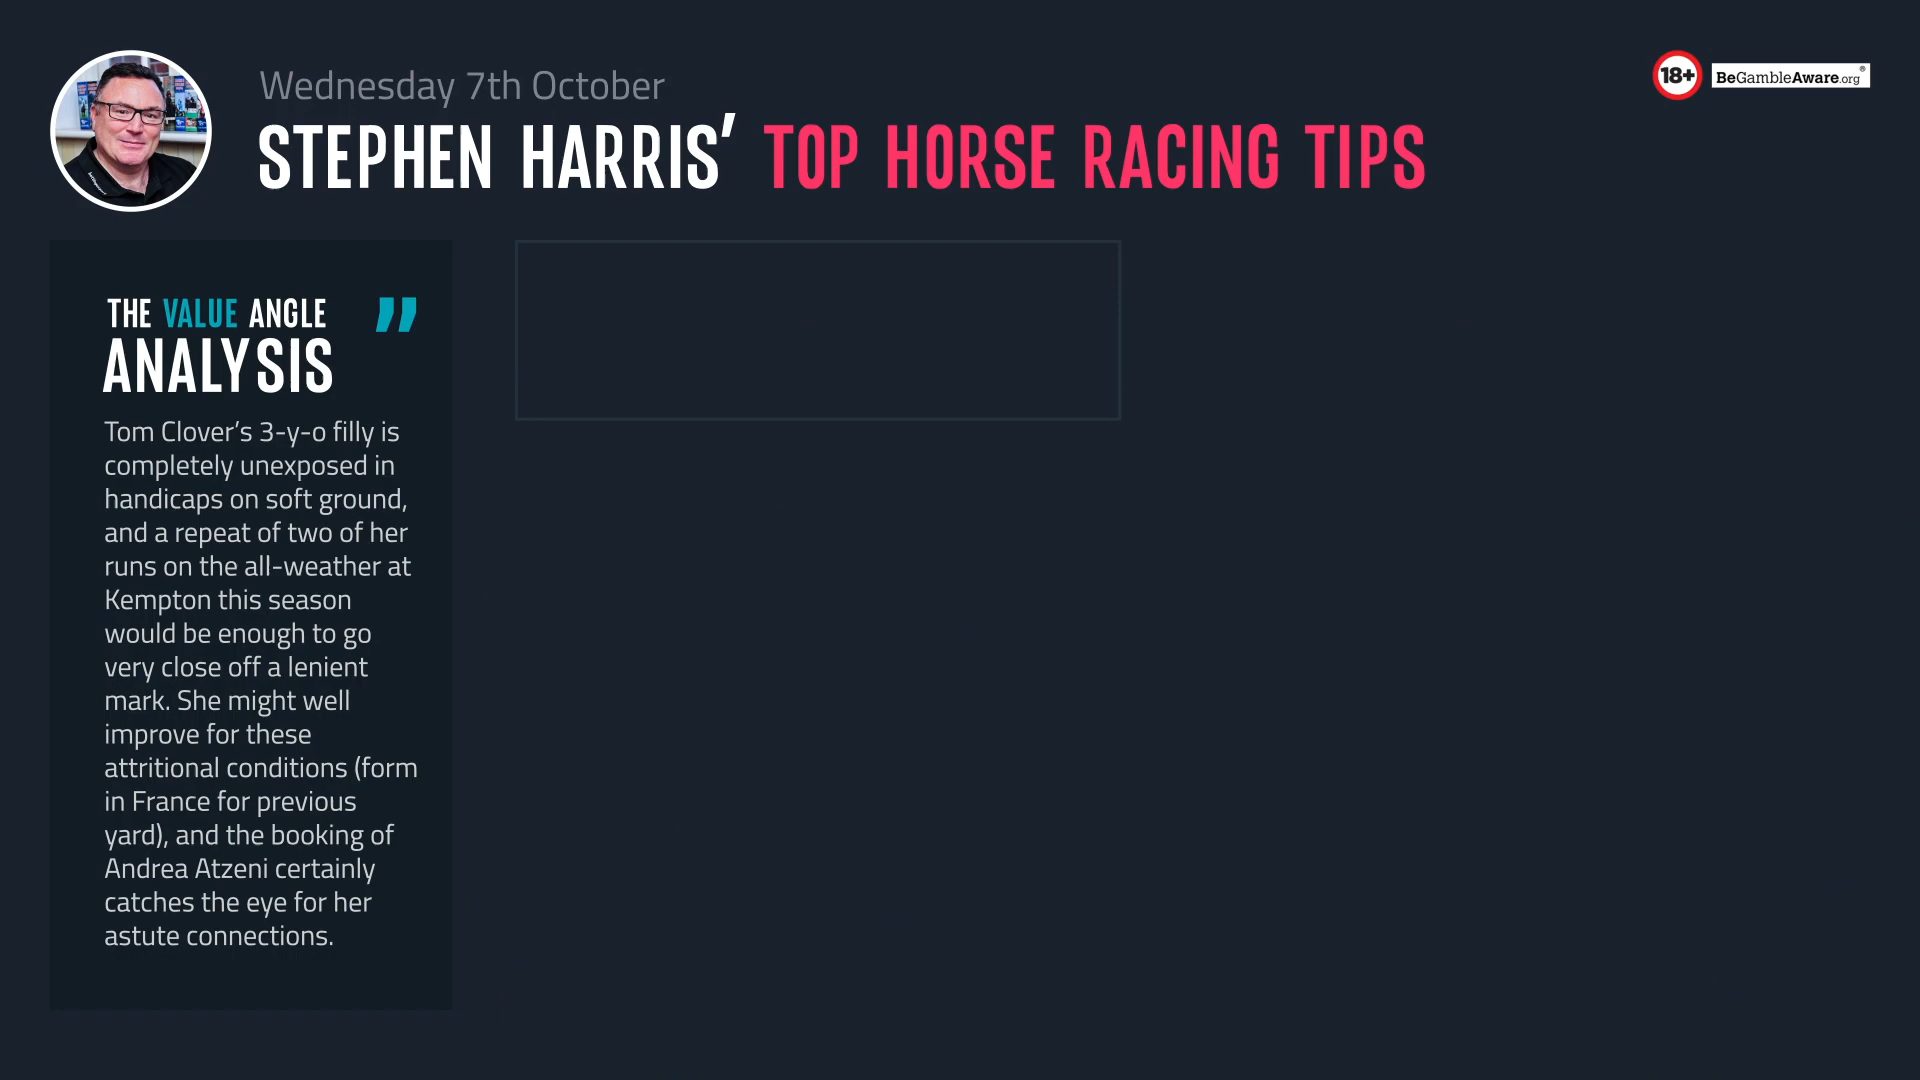 Wednesday 7th October
STEPHEN HARRIS’ TOP HORSE RACING TIPS
18+
BeGambleAware.org®
THE VALUE ANGLE
ANALYSIS
”
Tom Clover’s 3-y-o filly is
completely unexposed in
handicaps on soft ground,
and a repeat of two of her
runs on the all-weather at
Kempton this season
would be enough to go
very close off a lenient
mark. She might well
improve for these
attritional conditions (form
in France for previous
yard), and the booking of
Andrea Atzeni certainly
catches the eye for her
astute connections.